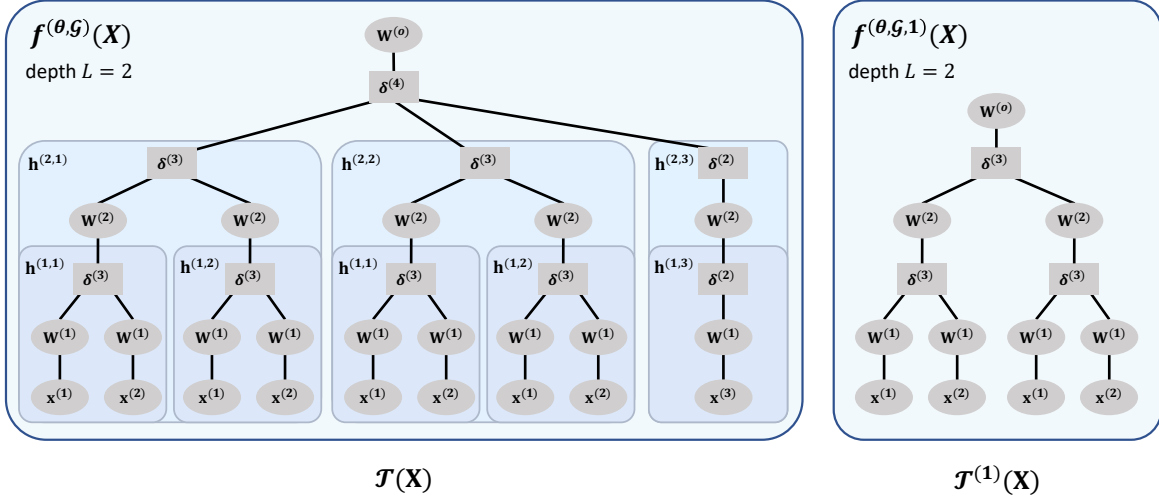 f^(θ,𝒢)(X)
depth L = 2
W^(o)
δ^(4)
h^(2,1) δ^(3) h^(2,2) δ^(3) h^(2,3) δ^(2)
W^(2) W^(2) W^(2) W^(2) W^(2)
h^(1,1) h^(1,2) h^(1,1) h^(1,2) h^(1,3)
δ^(3) δ^(3) δ^(3) δ^(3) δ^(2)
W^(1) W^(1) W^(1) W^(1) W^(1) W^(1) W^(1) W^(1) W^(1)
x^(1) x^(2) x^(1) x^(2) x^(1) x^(2) x^(1) x^(2) x^(3)
𝒯(X)
f^(θ,𝒢,1)(X)
depth L = 2
W^(o)
δ^(3)
W^(2) W^(2)
δ^(3) δ^(3)
W^(1) W^(1) W^(1) W^(1)
x^(1) x^(2) x^(1) x^(2)
𝒯^(1)(X)